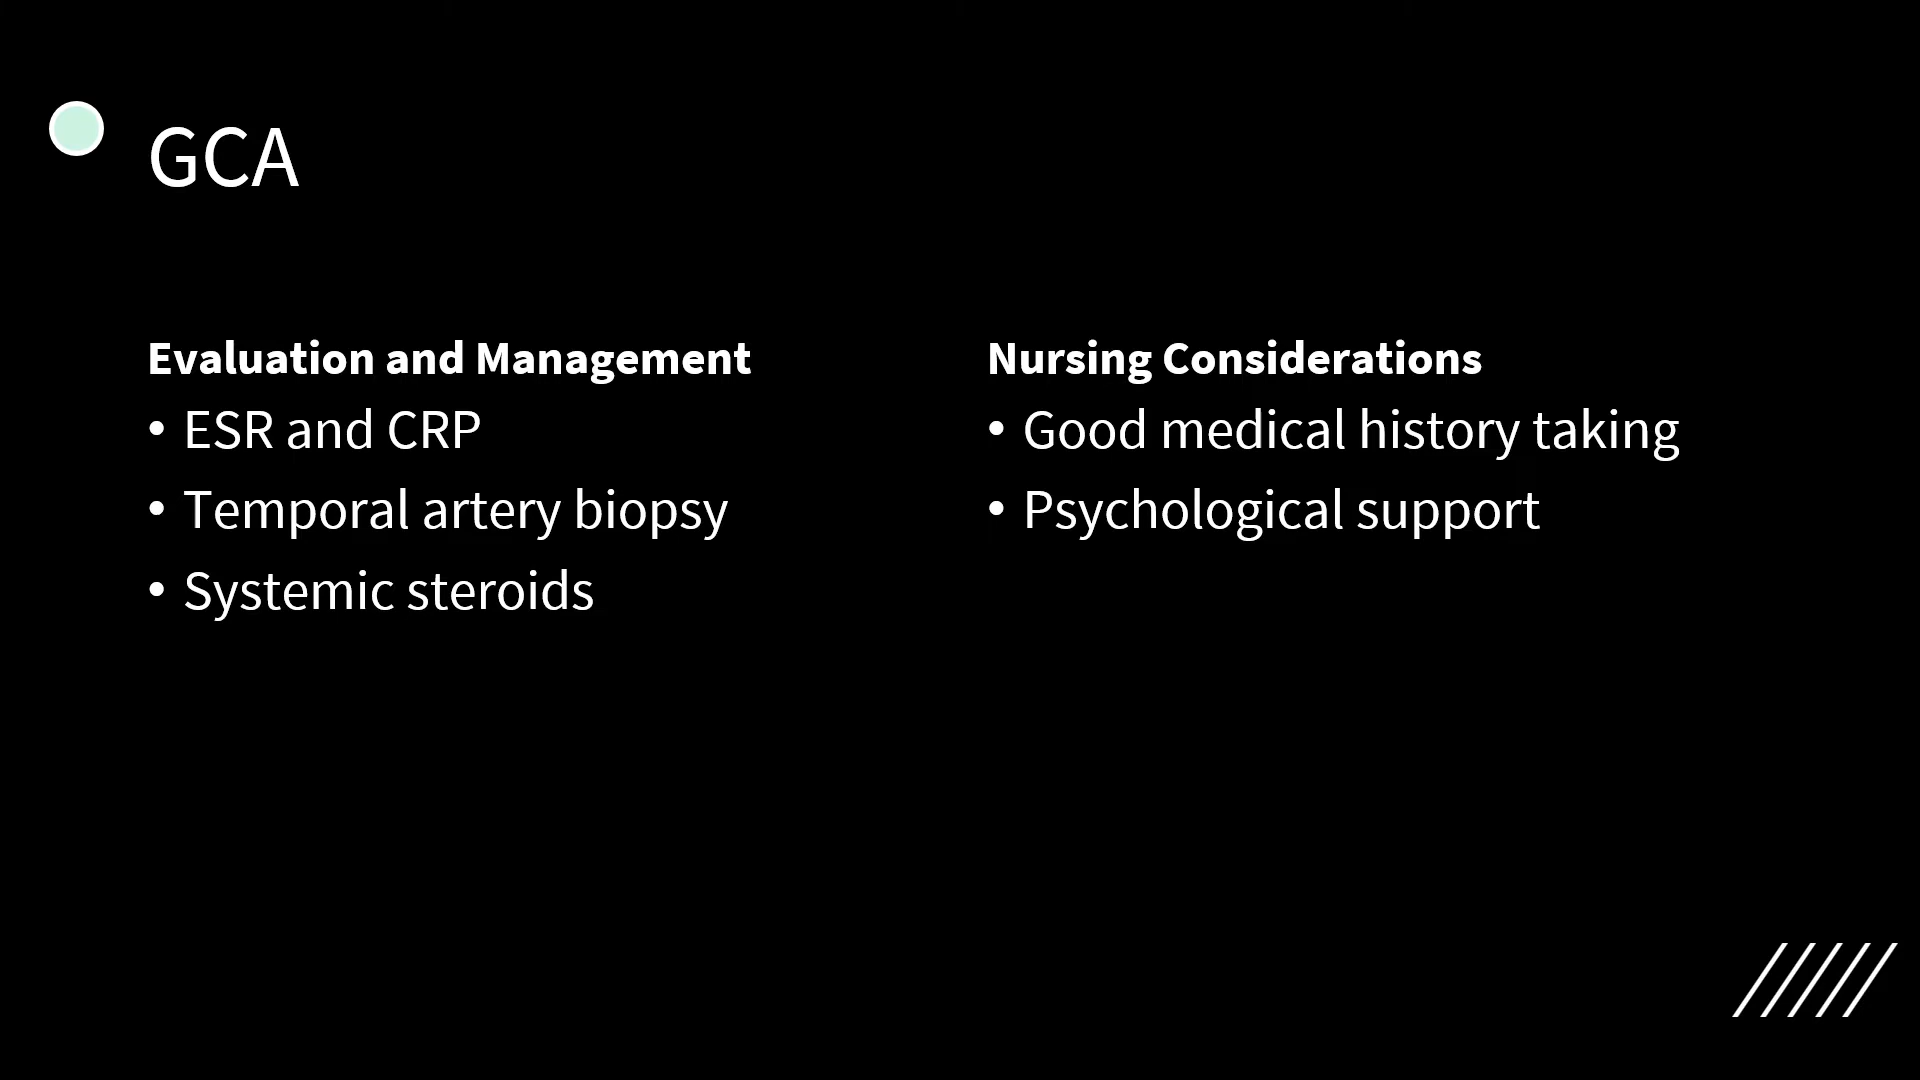 GCA
Evaluation and Management
• ESR and CRP
• Temporal artery biopsy
• Systemic steroids
Nursing Considerations
• Good medical history taking
• Psychological support